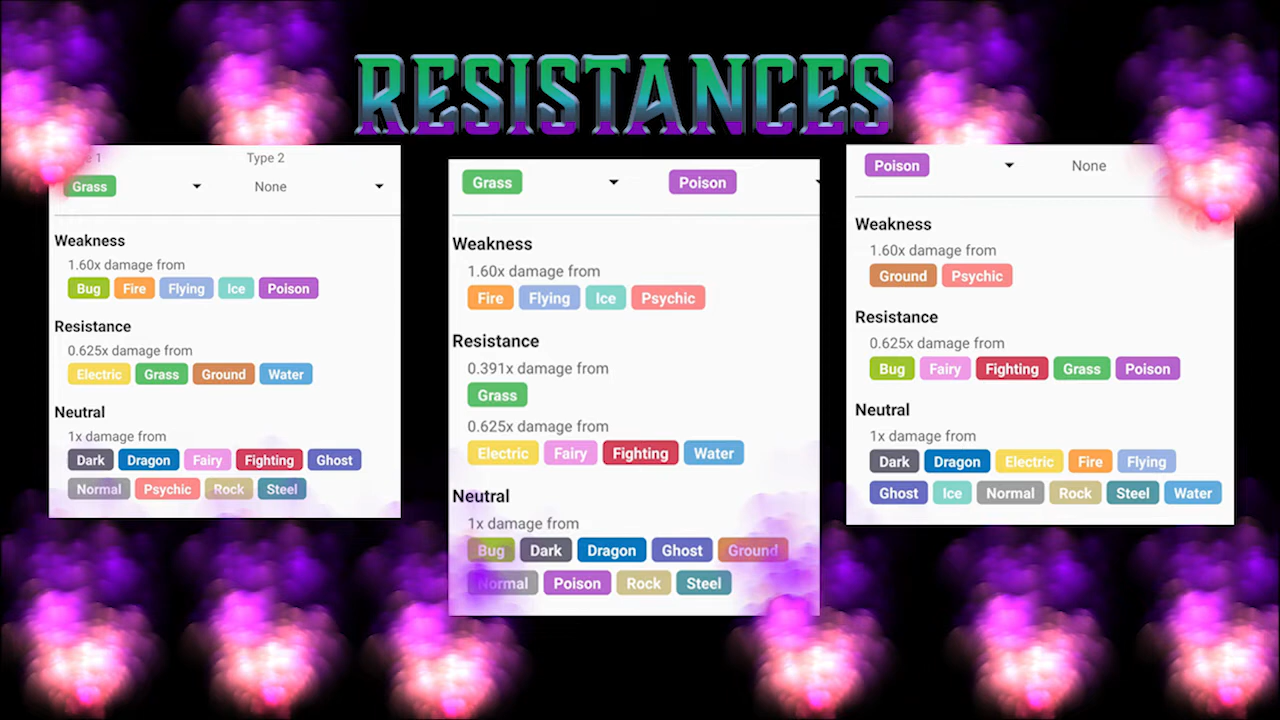 RESISTANCES
Type 2
Grass
None
Weakness
1.60x damage from
Bug Fire Flying Ice Poison
Resistance
0.625x damage from
Electric Grass Ground Water
Neutral
1x damage from
Dark Dragon Fairy Fighting Ghost
Normal Psychic Rock Steel
Grass Poison
Weakness
1.60x damage from
Fire Flying Ice Psychic
Resistance
0.391x damage from
Grass
0.625x damage from
Electric Fairy Fighting Water
Neutral
1x damage from
Bug Dark Dragon Ghost Ground
Normal Poison Rock Steel
Poison None
Weakness
1.60x damage from
Ground Psychic
Resistance
0.625x damage from
Bug Fairy Fighting Grass Poison
Neutral
1x damage from
Dark Dragon Electric Fire Flying
Ghost Ice Normal Rock Steel Water